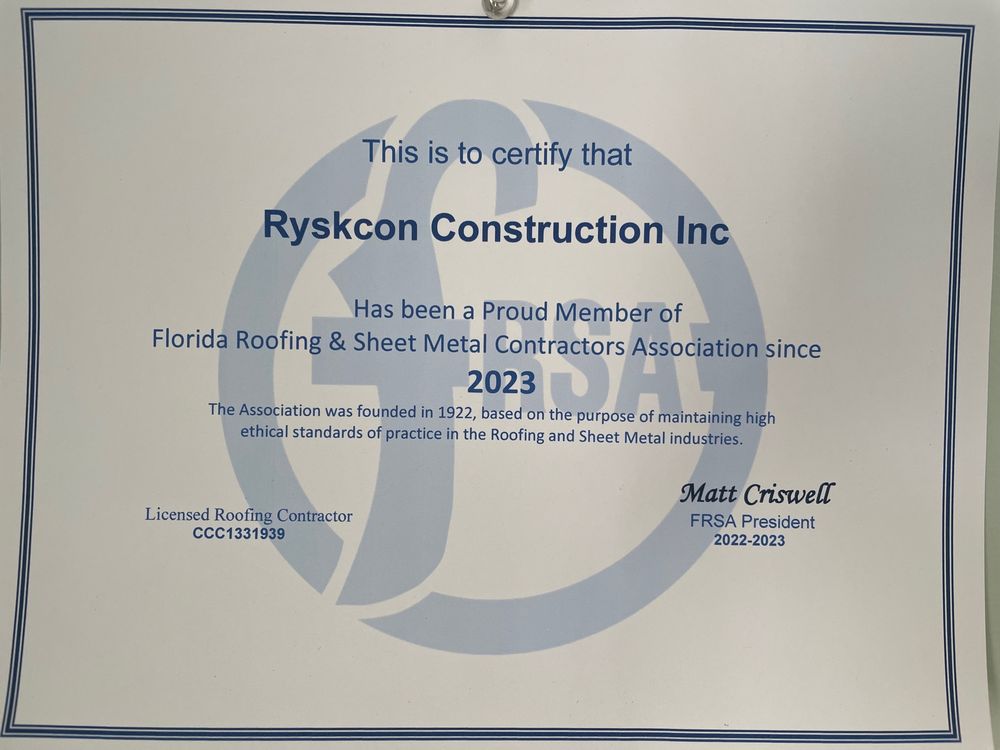 This is to certify that
Ryskcon Construction Inc
Has been a Proud Member of
Florida Roofing & Sheet Metal Contractors Association since
2023
The Association was founded in 1922, based on the purpose of maintaining high
ethical standards of practice in the Roofing and Sheet Metal industries.
Licensed Roofing Contractor
CCC1331939
Matt Criswell
FRSA President
2022-2023
fRSA